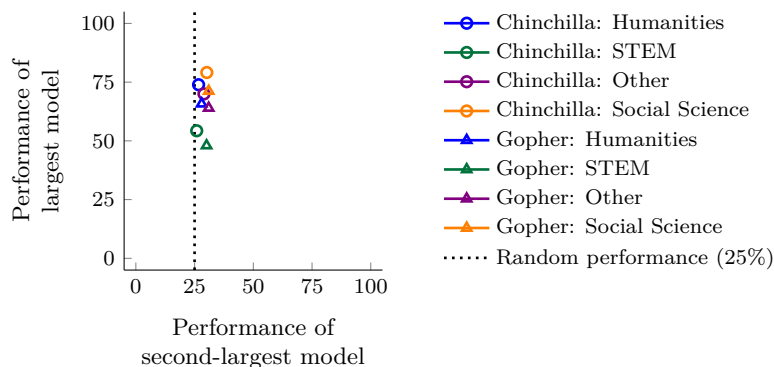 Performance of
largest model
100
75
50
25
0
0 25 50 75 100
Performance of
second-largest model
Chinchilla: Humanities
Chinchilla: STEM
Chinchilla: Other
Chinchilla: Social Science
Gopher: Humanities
Gopher: STEM
Gopher: Other
Gopher: Social Science
Random performance (25%)